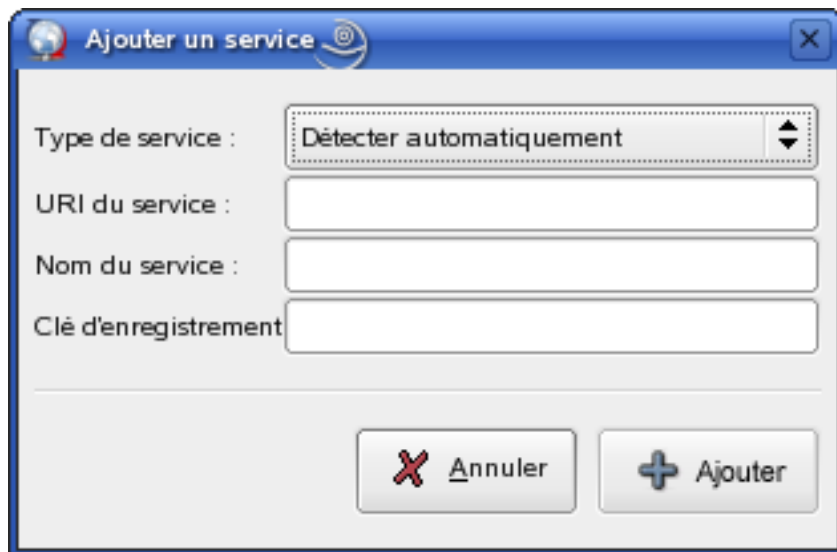 Ajouter un service
Type de service :
Détecter automatiquement
URI du service :
Nom du service :
Clé d'enregistrement
Annuler
Ajouter